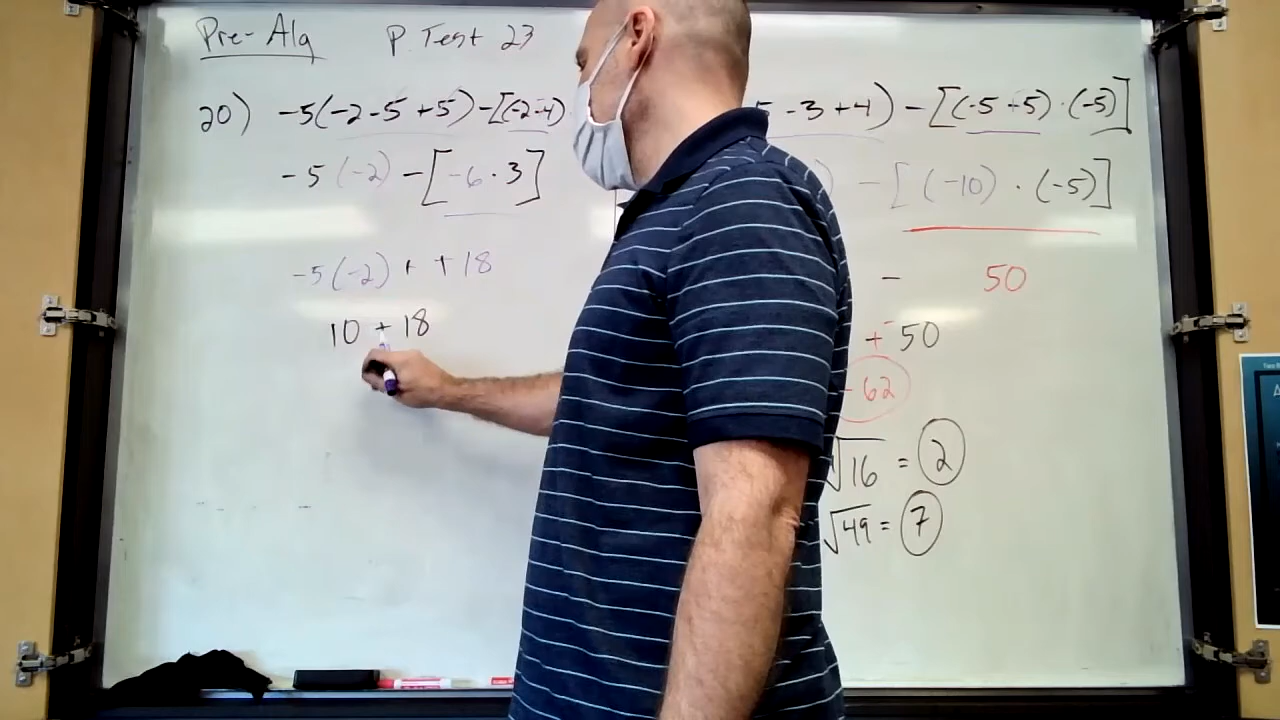 Pre-Alg P. Test 23
20) -5(-2-5+5)-[(-2-4)
-5(-2)-[-6·3]
-5(-2) + +18
10 + 18
-3+4) - [(-5+5)·(-5)]
- [(-10)·(-5)]
- 50
+ -50
-62
√16 = 2
√49 = 7